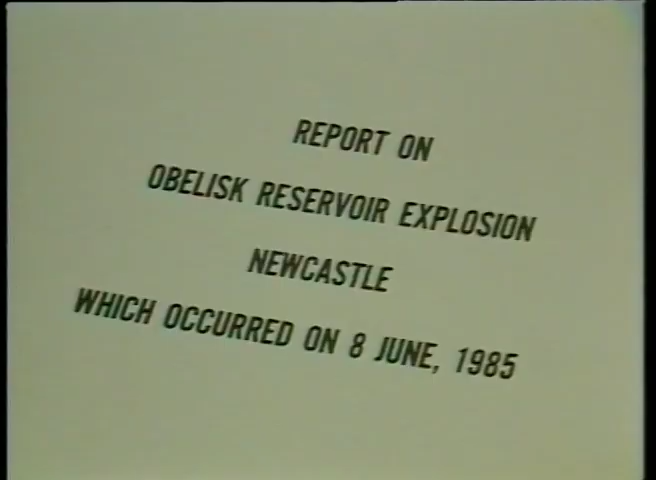 REPORT ON
OBELISK RESERVOIR EXPLOSION
NEWCASTLE
WHICH OCCURRED ON 8 JUNE, 1985